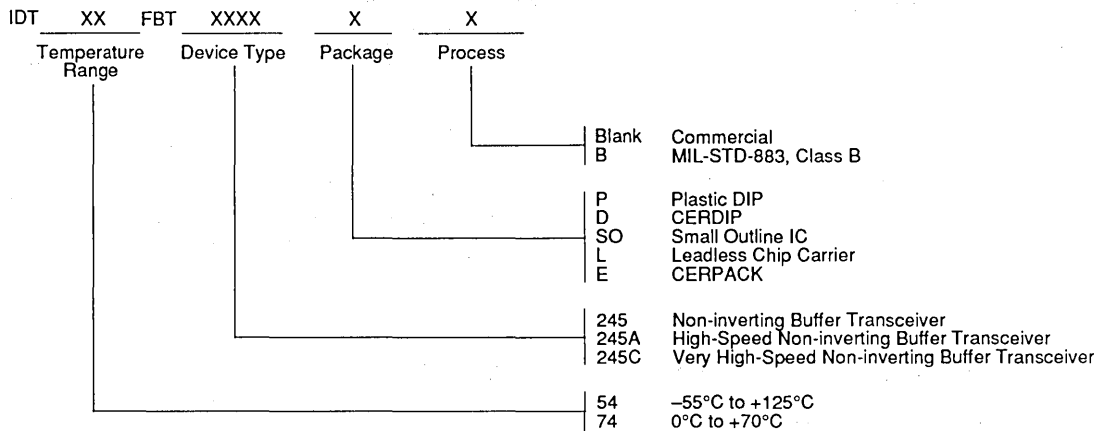 IDT XX FBT XXXX X X
Temperature Range Device Type Package Process
Blank Commercial
B MIL-STD-883, Class B
P Plastic DIP
D CERDIP
SO Small Outline IC
L Leadless Chip Carrier
E CERPACK
245 Non-inverting Buffer Transceiver
245A High-Speed Non-inverting Buffer Transceiver
245C Very High-Speed Non-inverting Buffer Transceiver
54 –55°C to +125°C
74 0°C to +70°C